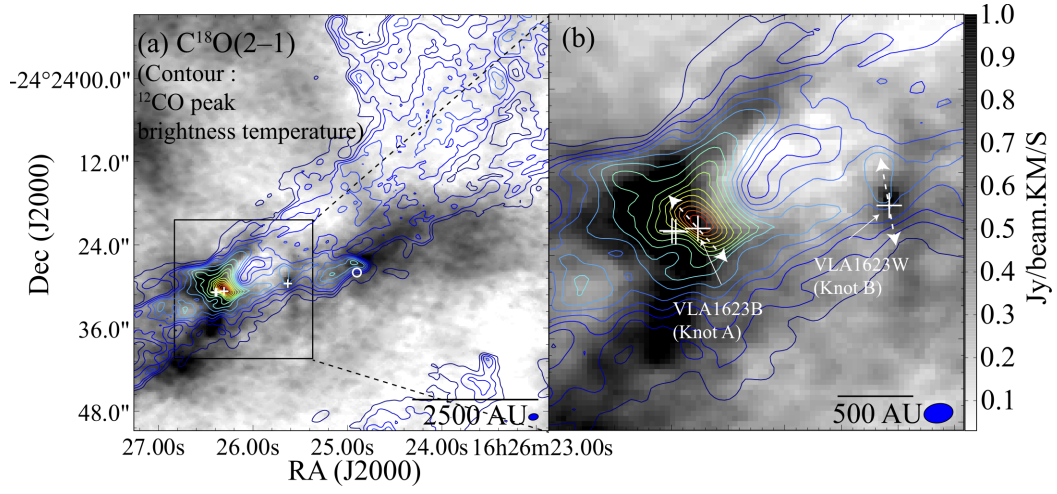 (a) C¹⁸O(2–1)
(Contour :
¹²CO peak
brightness temperature)
-24°24'00.0"
12.0"
24.0"
36.0"
48.0"
Dec (J2000)
2500 AU
27.00s
26.00s
25.00s
24.00s
16h26m23.00s
RA (J2000)
(b)
VLA1623W
(Knot B)
VLA1623B
(Knot A)
500 AU
1.0
0.9
0.8
0.7
0.6
0.5
0.4
0.3
0.2
0.1
Jy/beam.KM/S